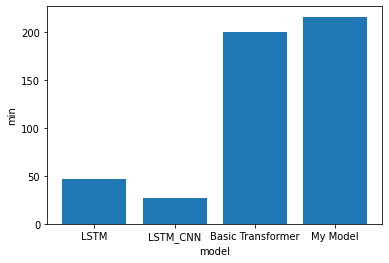 min
200
150
100
50
0
LSTM
LSTM_CNN
Basic Transformer
My Model
model